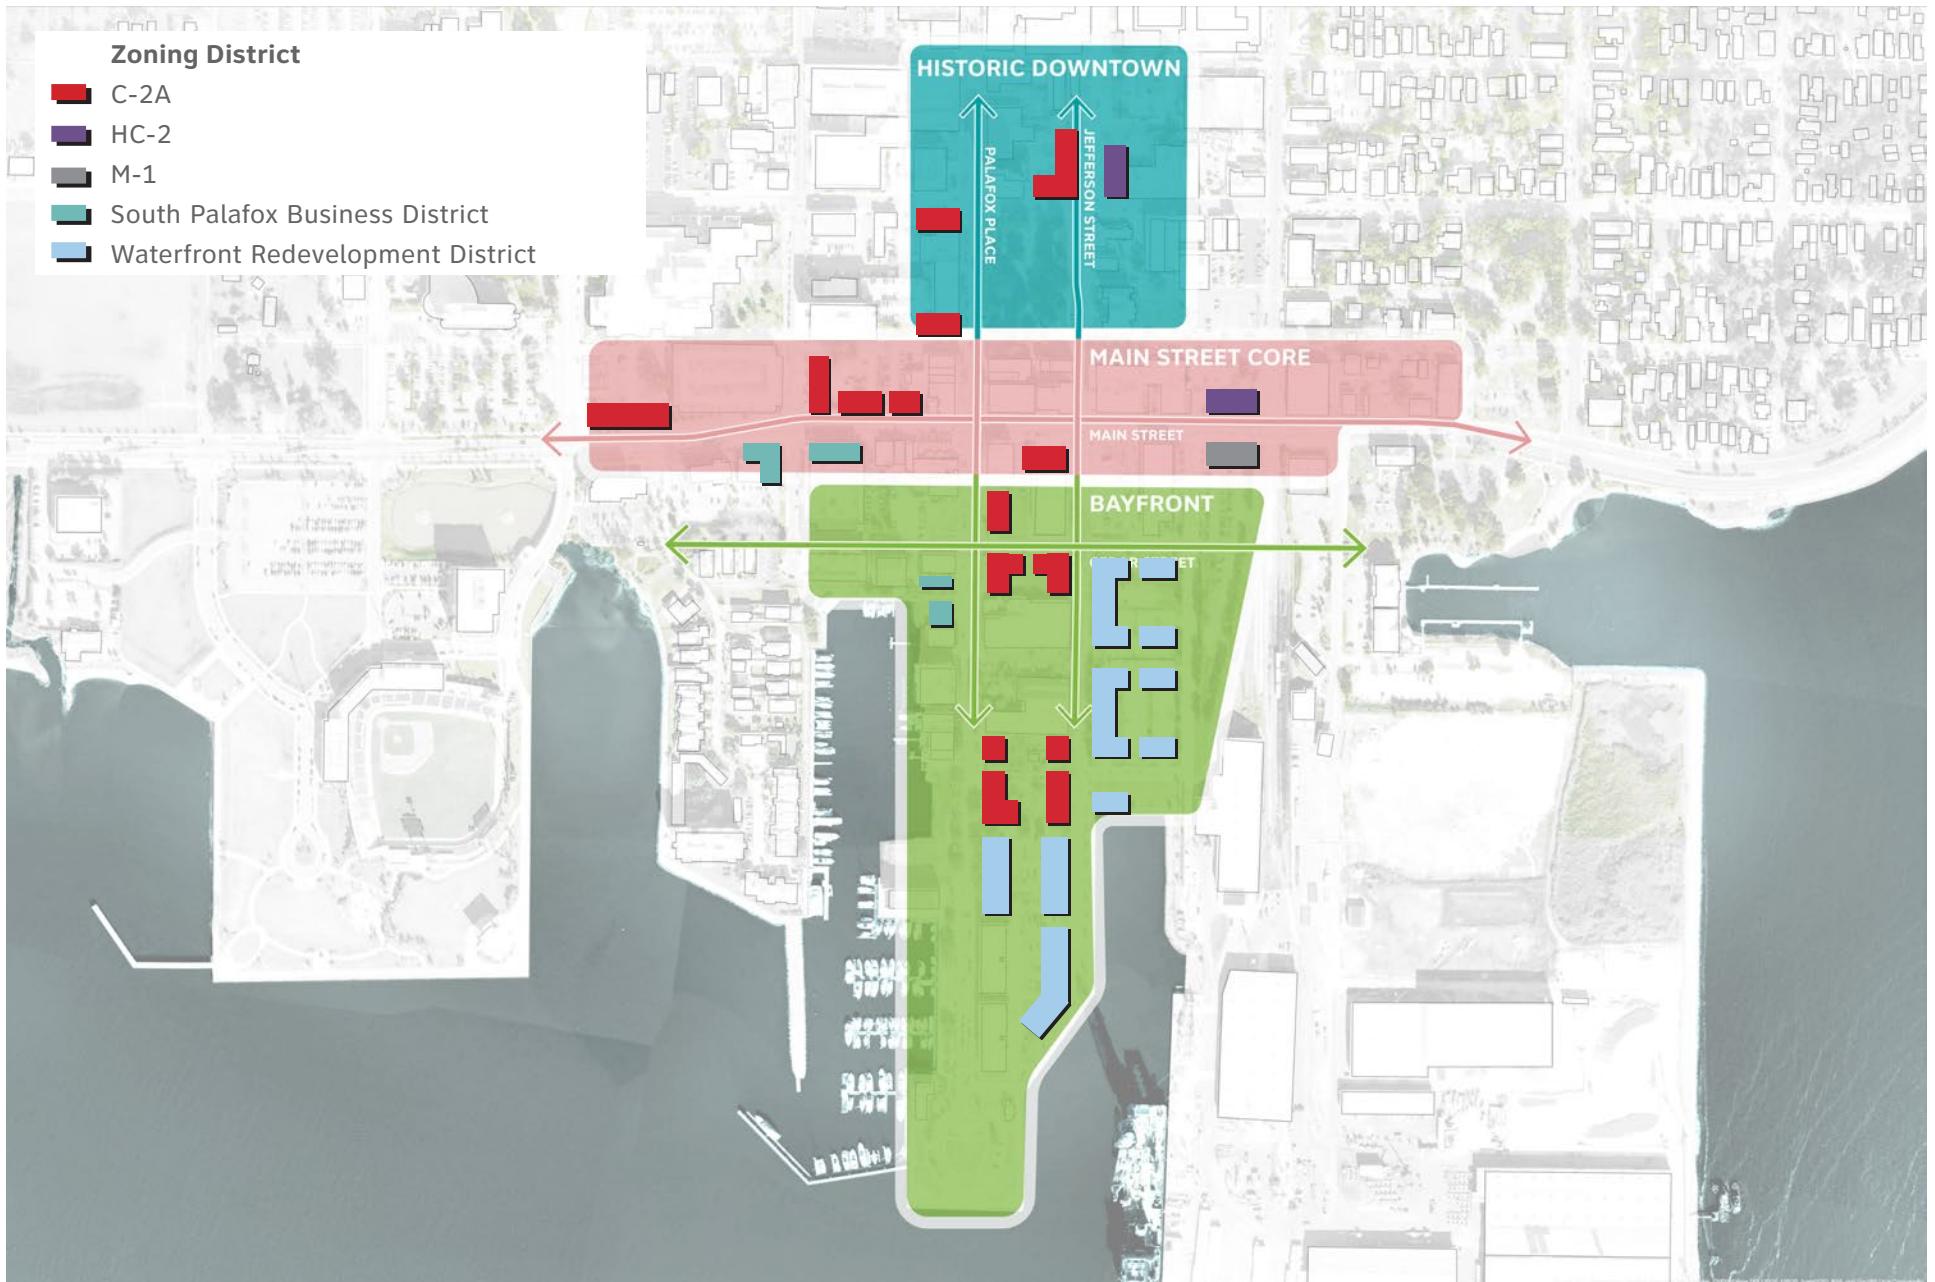 Zoning District
C-2A
HC-2
M-1
South Palafox Business District
Waterfront Redevelopment District
HISTORIC DOWNTOWN
PALAFOX PLACE
JEFFERSON STREET
MAIN STREET CORE
MAIN STREET
BAYFRONT